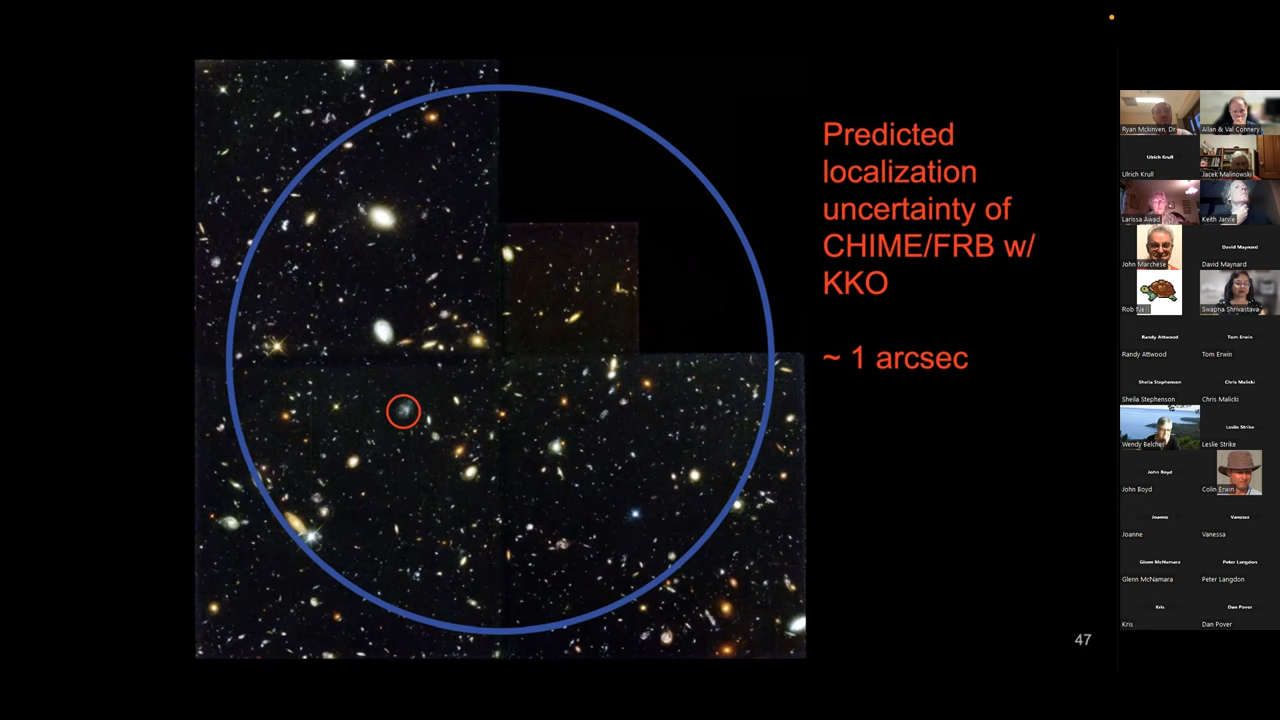 Predicted
localization
uncertainty of
CHIME/FRB w/
KKO
~ 1 arcsec
47
Ryan Mckinven, Dr
Allan & Val Connery
Ulrich Krull
Ulrich Krull
Jacek Malinowski
Larissa Awad
Keith Jarvis
John Marchese
David Maynard
David Maynard
Rob Neil
Swapna Shrivastava
Randy Attwood
Tom Erwin
Randy Attwood
Tom Erwin
Sheila Stephenson
Chris Malicki
Sheila Stephenson
Chris Malicki
Wendy Belcher
Leslie Strike
Leslie Strike
John Boyd
John Boyd
Colin Erwin
Joanne
Vanessa
Joanne
Vanessa
Glenn McNamara
Peter Langdon
Glenn McNamara
Peter Langdon
Kris
Dan Pover
Kris
Dan Pover